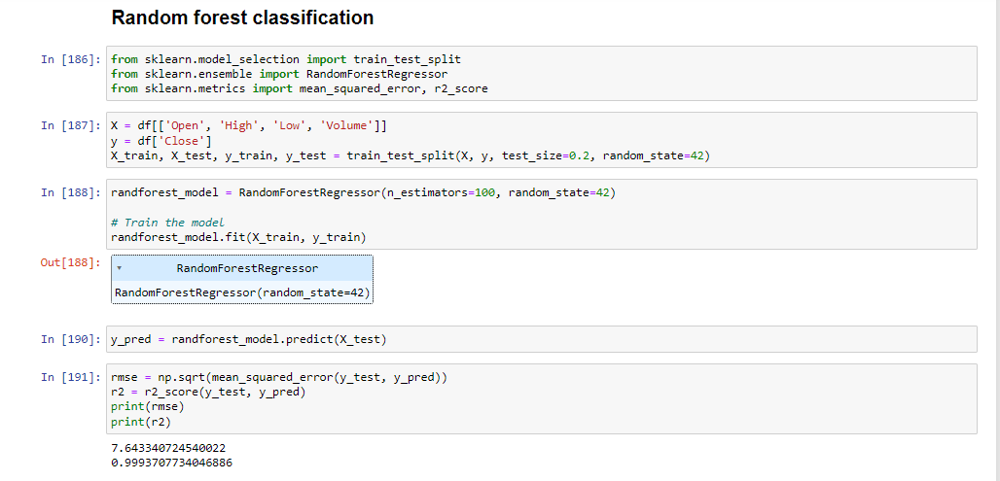 Random forest classification
In [186]: from sklearn.model_selection import train_test_split
from sklearn.ensemble import RandomForestRegressor
from sklearn.metrics import mean_squared_error, r2_score
In [187]: X = df[['Open', 'High', 'Low', 'Volume']]
y = df['Close']
X_train, X_test, y_train, y_test = train_test_split(X, y, test_size=0.2, random_state=42)
In [188]: randforest_model = RandomForestRegressor(n_estimators=100, random_state=42)
# Train the model
randforest_model.fit(X_train, y_train)
Out[188]: ▾ RandomForestRegressor
RandomForestRegressor(random_state=42)
In [190]: y_pred = randforest_model.predict(X_test)
In [191]: rmse = np.sqrt(mean_squared_error(y_test, y_pred))
r2 = r2_score(y_test, y_pred)
print(rmse)
print(r2)
7.643340724540022
0.9993707734046886